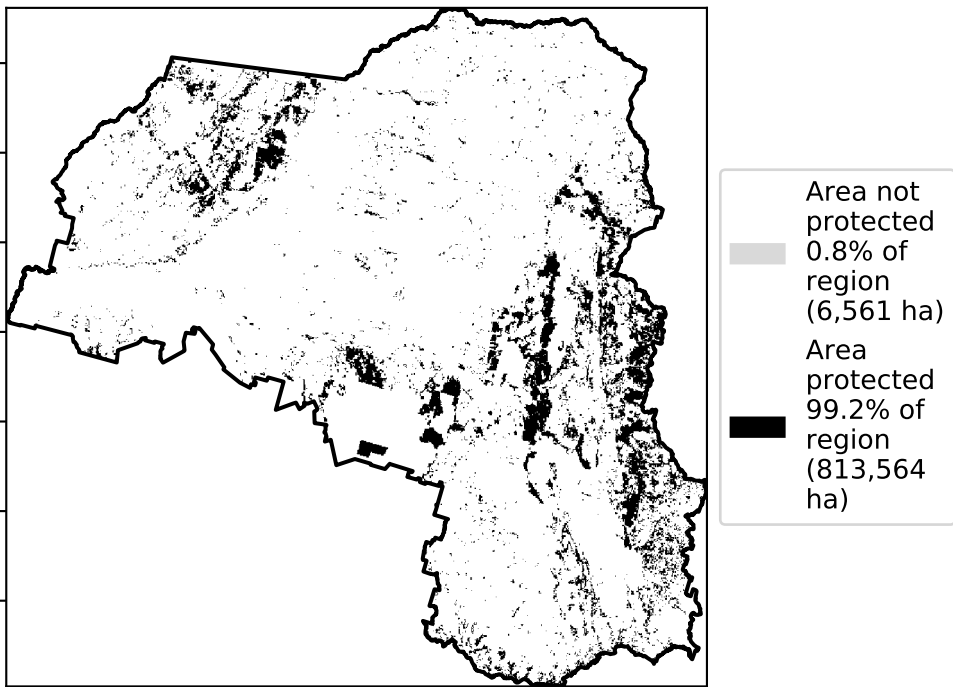 Area not
protected
0.8% of
region
(6,561 ha)
Area
protected
99.2% of
region
(813,564
ha)